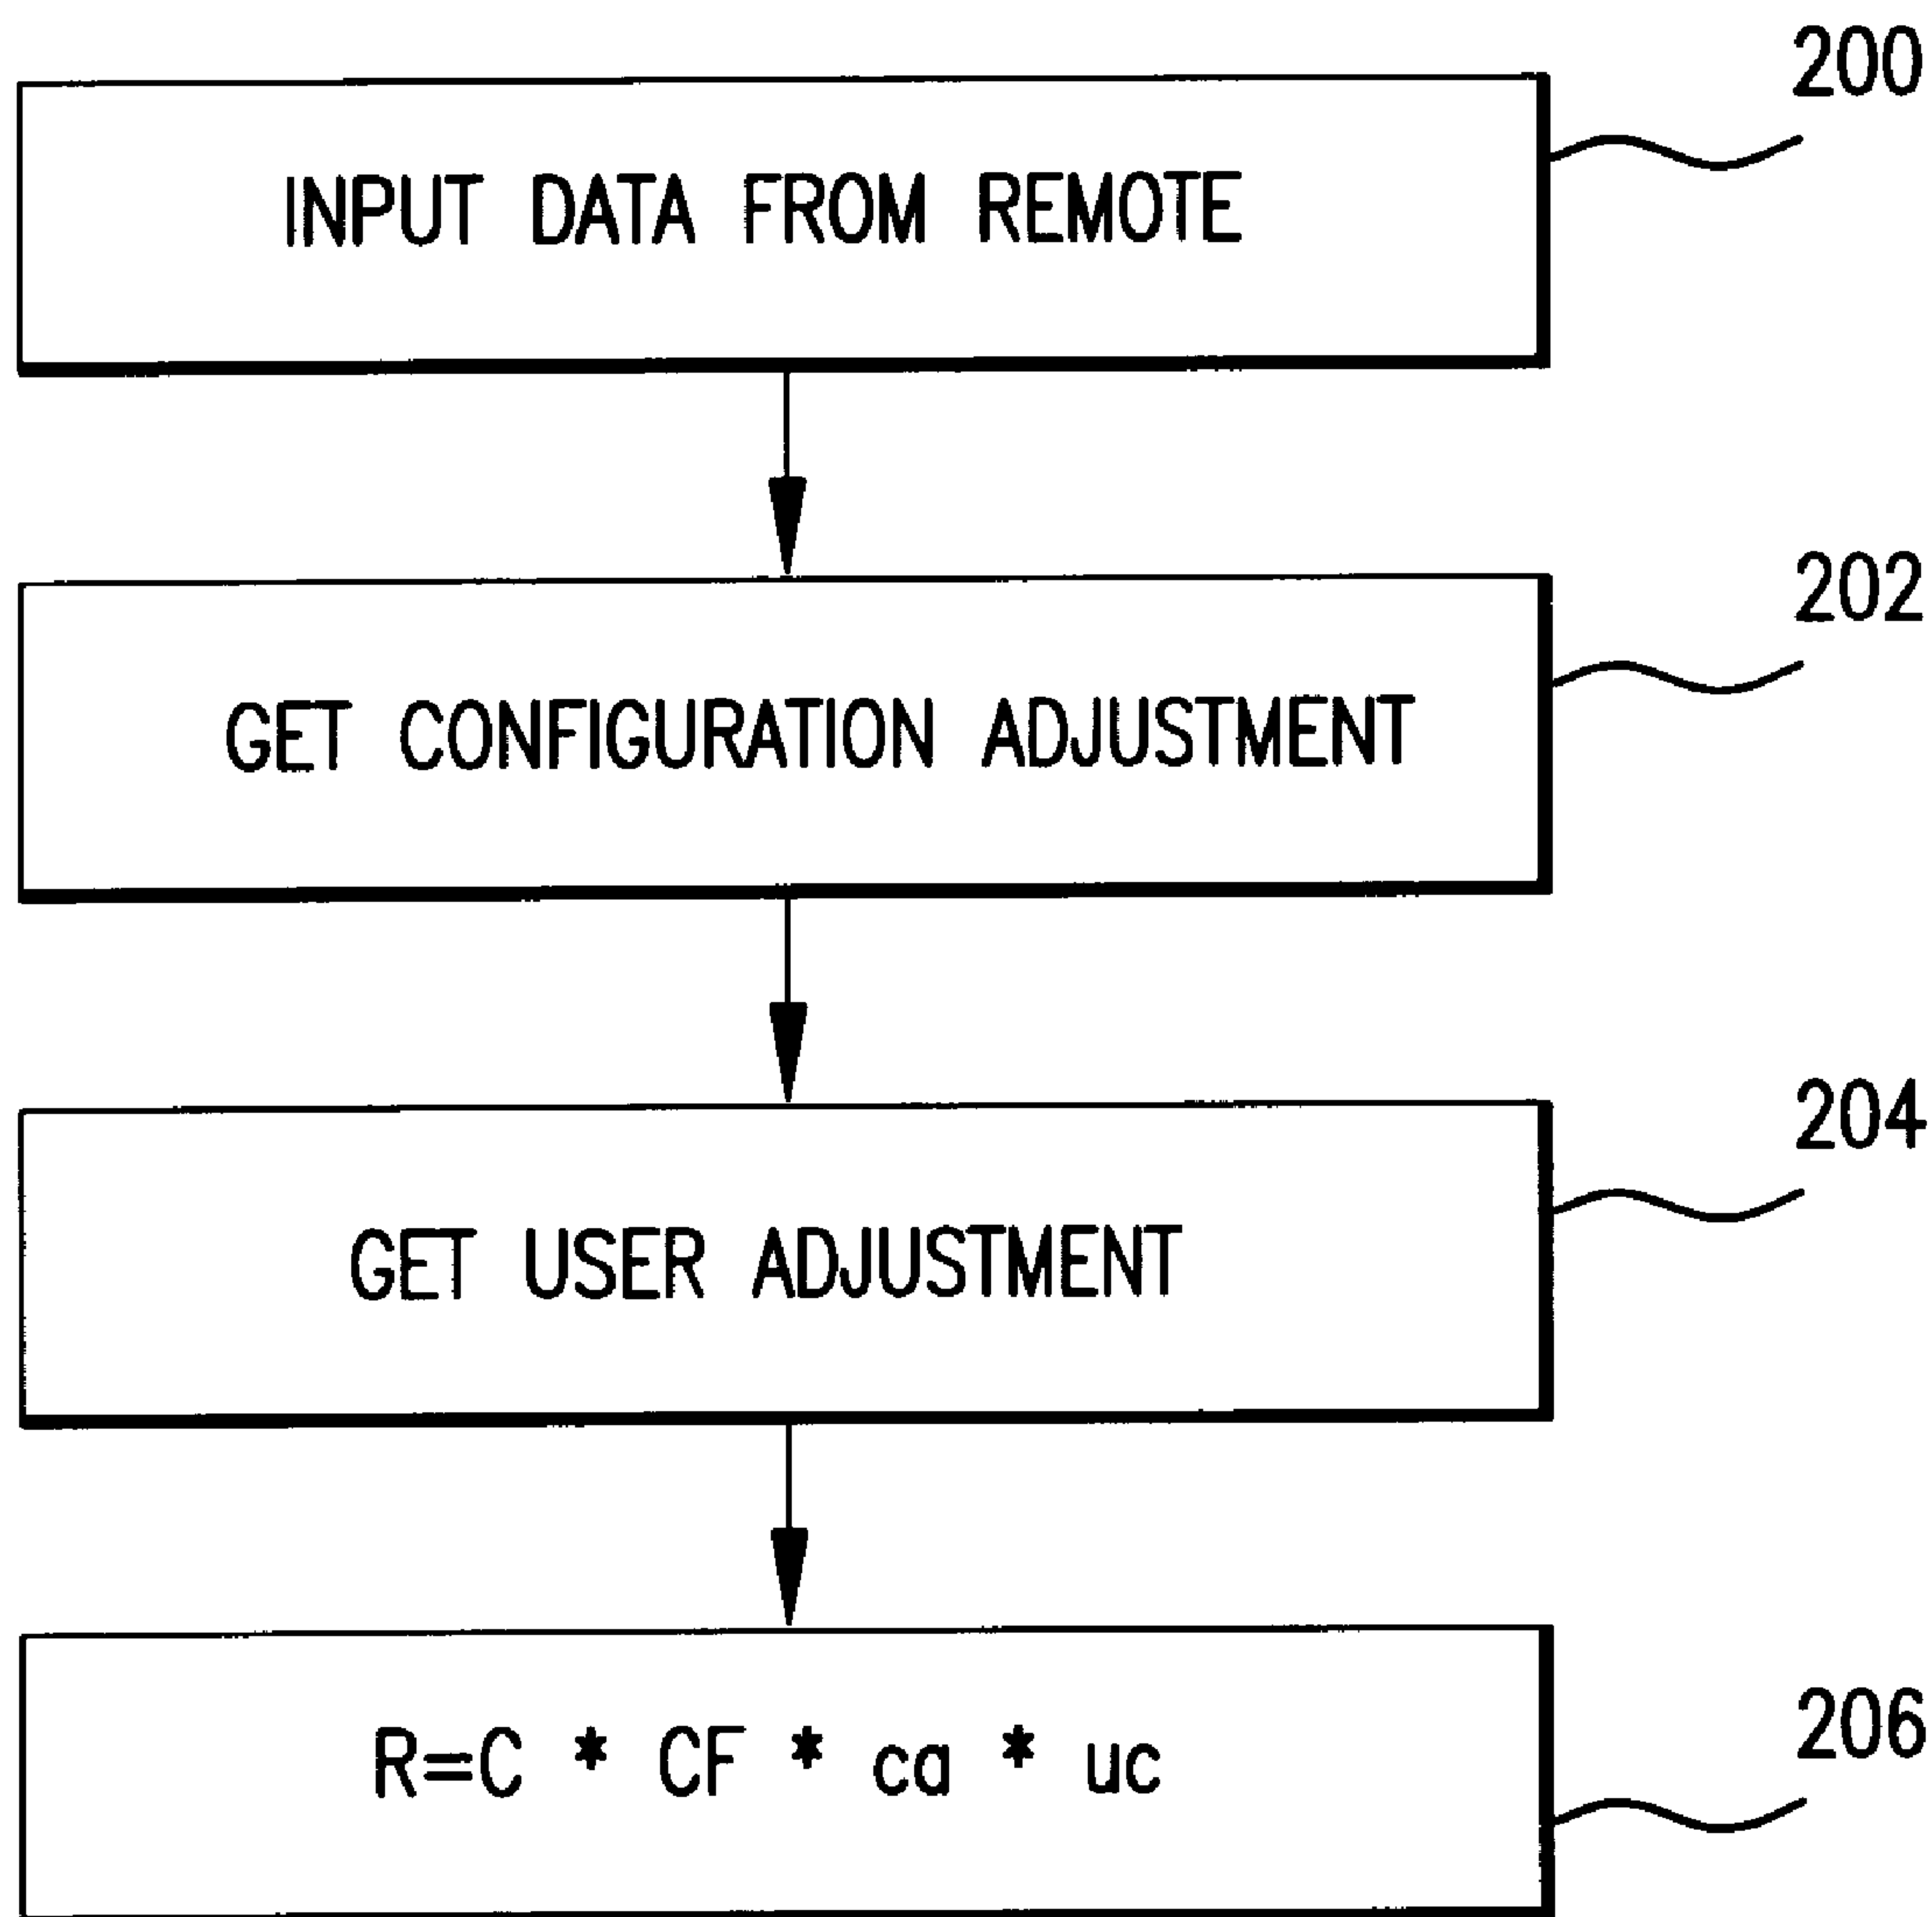 200
INPUT DATA FROM REMOTE
202
GET CONFIGURATION ADJUSTMENT
204
GET USER ADJUSTMENT
206
R=C * CF * ca * uc